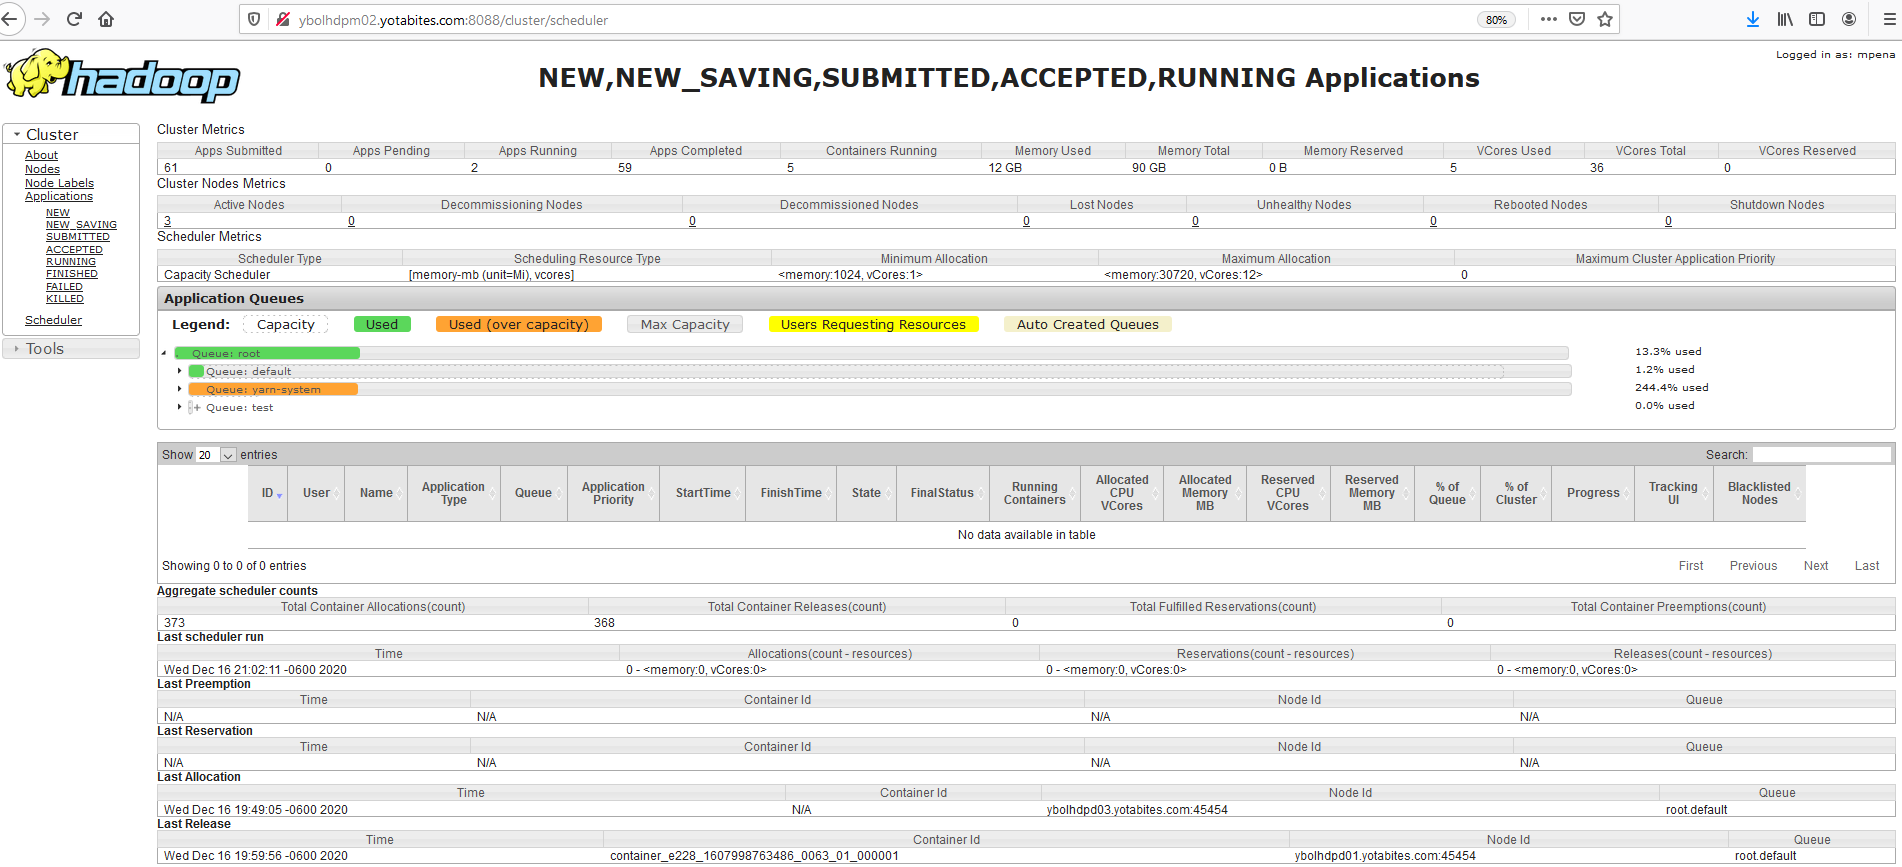 ybolhdpm02.yotabites.com:8088/cluster/scheduler
80%
Logged in as: mpena
hadoop
NEW,NEW_SAVING,SUBMITTED,ACCEPTED,RUNNING Applications
Cluster
About
Nodes
Node Labels
Applications
NEW
NEW_SAVING
SUBMITTED
ACCEPTED
RUNNING
FINISHED
FAILED
KILLED
Scheduler
Tools
Cluster Metrics
Apps Submitted Apps Pending Apps Running Apps Completed Containers Running Memory Used Memory Total Memory Reserved VCores Used VCores Total VCores Reserved
61 0 2 59 5 12 GB 90 GB 0 B 5 36 0
Cluster Nodes Metrics
Active Nodes Decommissioning Nodes Decommissioned Nodes Lost Nodes Unhealthy Nodes Rebooted Nodes Shutdown Nodes
3 0 0 0 0 0 0
Scheduler Metrics
Scheduler Type Scheduling Resource Type Minimum Allocation Maximum Allocation Maximum Cluster Application Priority
Capacity Scheduler [memory-mb (unit=Mi), vcores] <memory:1024, vCores:1> <memory:30720, vCores:12> 0
Application Queues
Legend: Capacity Used Used (over capacity) Max Capacity Users Requesting Resources Auto Created Queues
Queue: root 13.3% used
Queue: default 1.2% used
Queue: yarn-system 244.4% used
+ Queue: test 0.0% used
Show 20 entries Search:
ID User Name Application Type Queue Application Priority StartTime FinishTime State FinalStatus Running Containers Allocated CPU VCores Allocated Memory MB Reserved CPU VCores Reserved Memory MB % of Queue % of Cluster Progress Tracking UI Blacklisted Nodes
No data available in table
Showing 0 to 0 of 0 entries First Previous Next Last
Aggregate scheduler counts
Total Container Allocations(count) Total Container Releases(count) Total Fulfilled Reservations(count) Total Container Preemptions(count)
373 368 0 0
Last scheduler run
Time Allocations(count - resources) Reservations(count - resources) Releases(count - resources)
Wed Dec 16 21:02:11 -0600 2020 0 - <memory:0, vCores:0> 0 - <memory:0, vCores:0> 0 - <memory:0, vCores:0>
Last Preemption
Time Container Id Node Id Queue
N/A N/A N/A N/A
Last Reservation
Time Container Id Node Id Queue
N/A N/A N/A N/A
Last Allocation
Time Container Id Node Id Queue
Wed Dec 16 19:49:05 -0600 2020 N/A ybolhdpd03.yotabites.com:45454 root.default
Last Release
Time Container Id Node Id Queue
Wed Dec 16 19:59:56 -0600 2020 container_e228_1607998763486_0063_01_000001 ybolhdpd01.yotabites.com:45454 root.default